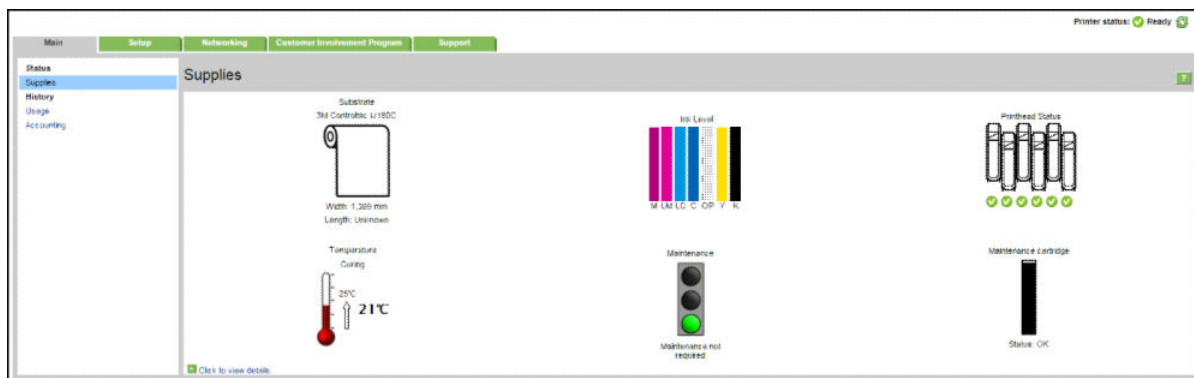 Printer status: Ready
Main Setup Networking Customer Involvement Program Support
Status
Supplies
History
Usage
Accounting
Supplies
?
Substrate
3M Controltac IJ180C
Width: 1,369 mm
Length: Unknown
Ink Level
M LM LC C OP Y K
Printhead Status
Temperature
Curing
25°C
21°C
Maintenance
Maintenance not
required
Maintenance cartridge
Status: OK
Click to view details.